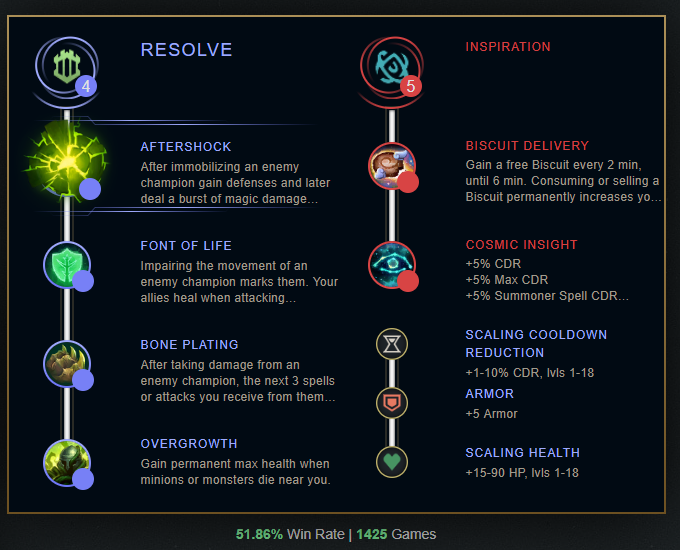 RESOLVE
4
AFTERSHOCK
After immobilizing an enemy
champion gain defenses and later
deal a burst of magic damage...
FONT OF LIFE
Impairing the movement of an
enemy champion marks them. Your
allies heal when attacking...
BONE PLATING
After taking damage from an
enemy champion, the next 3 spells
or attacks you receive from them...
OVERGROWTH
Gain permanent max health when
minions or monsters die near you.
INSPIRATION
5
BISCUIT DELIVERY
Gain a free Biscuit every 2 min,
until 6 min. Consuming or selling a
Biscuit permanently increases yo...
COSMIC INSIGHT
+5% CDR
+5% Max CDR
+5% Summoner Spell CDR...
SCALING COOLDOWN
REDUCTION
+1-10% CDR, lvls 1-18
ARMOR
+5 Armor
SCALING HEALTH
+15-90 HP, lvls 1-18
51.86% Win Rate | 1425 Games